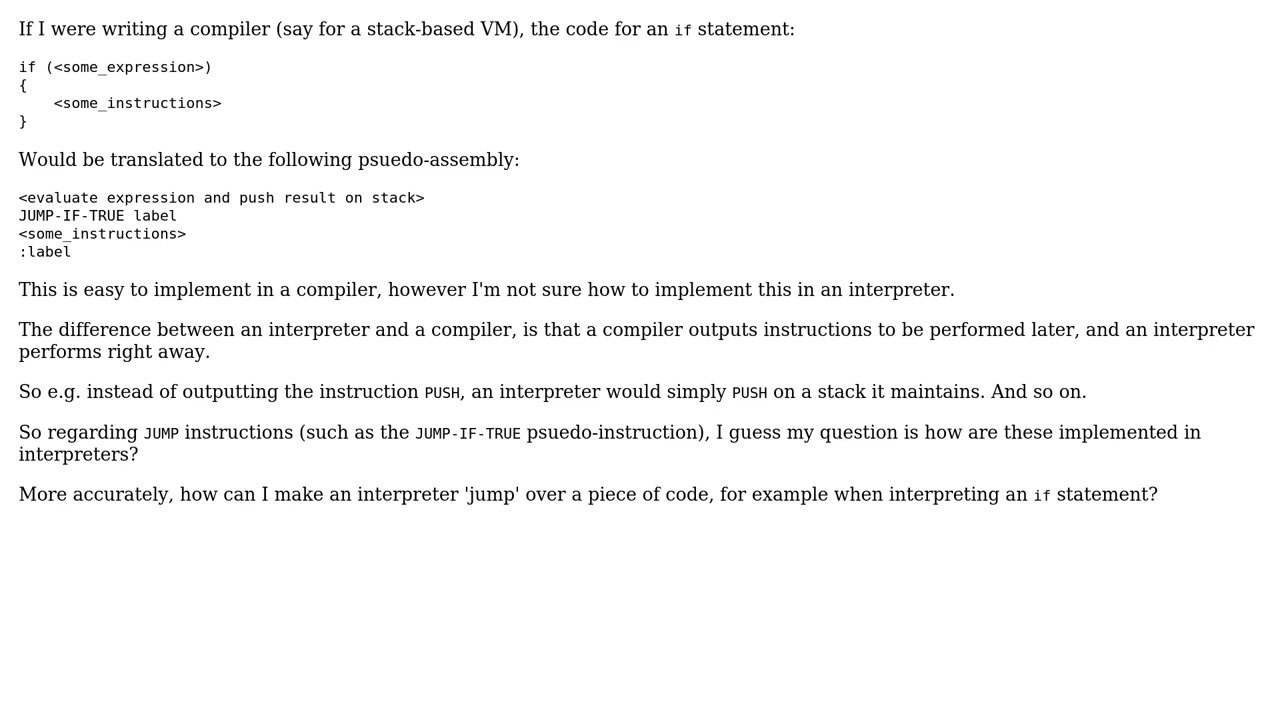 If I were writing a compiler (say for a stack-based VM), the code for an if statement:
if (<some_expression>)
{
    <some_instructions>
}
Would be translated to the following psuedo-assembly:
<evaluate expression and push result on stack>
JUMP-IF-TRUE label
<some_instructions>
:label
This is easy to implement in a compiler, however I'm not sure how to implement this in an interpreter.
The difference between an interpreter and a compiler, is that a compiler outputs instructions to be performed later, and an interpreter
performs right away.
So e.g. instead of outputting the instruction PUSH, an interpreter would simply PUSH on a stack it maintains. And so on.
So regarding JUMP instructions (such as the JUMP-IF-TRUE psuedo-instruction), I guess my question is how are these implemented in
interpreters?
More accurately, how can I make an interpreter 'jump' over a piece of code, for example when interpreting an if statement?